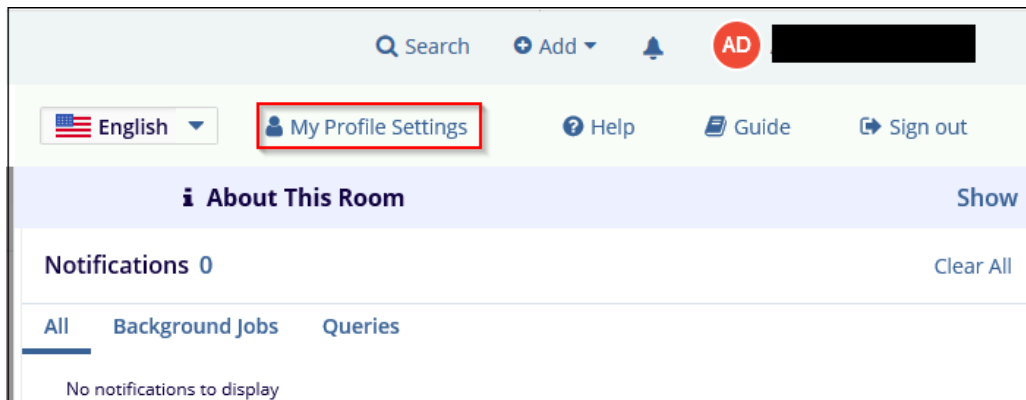 Search Add AD
English My Profile Settings Help Guide Sign out
i About This Room Show
Notifications 0 Clear All
All Background Jobs Queries
No notifications to display